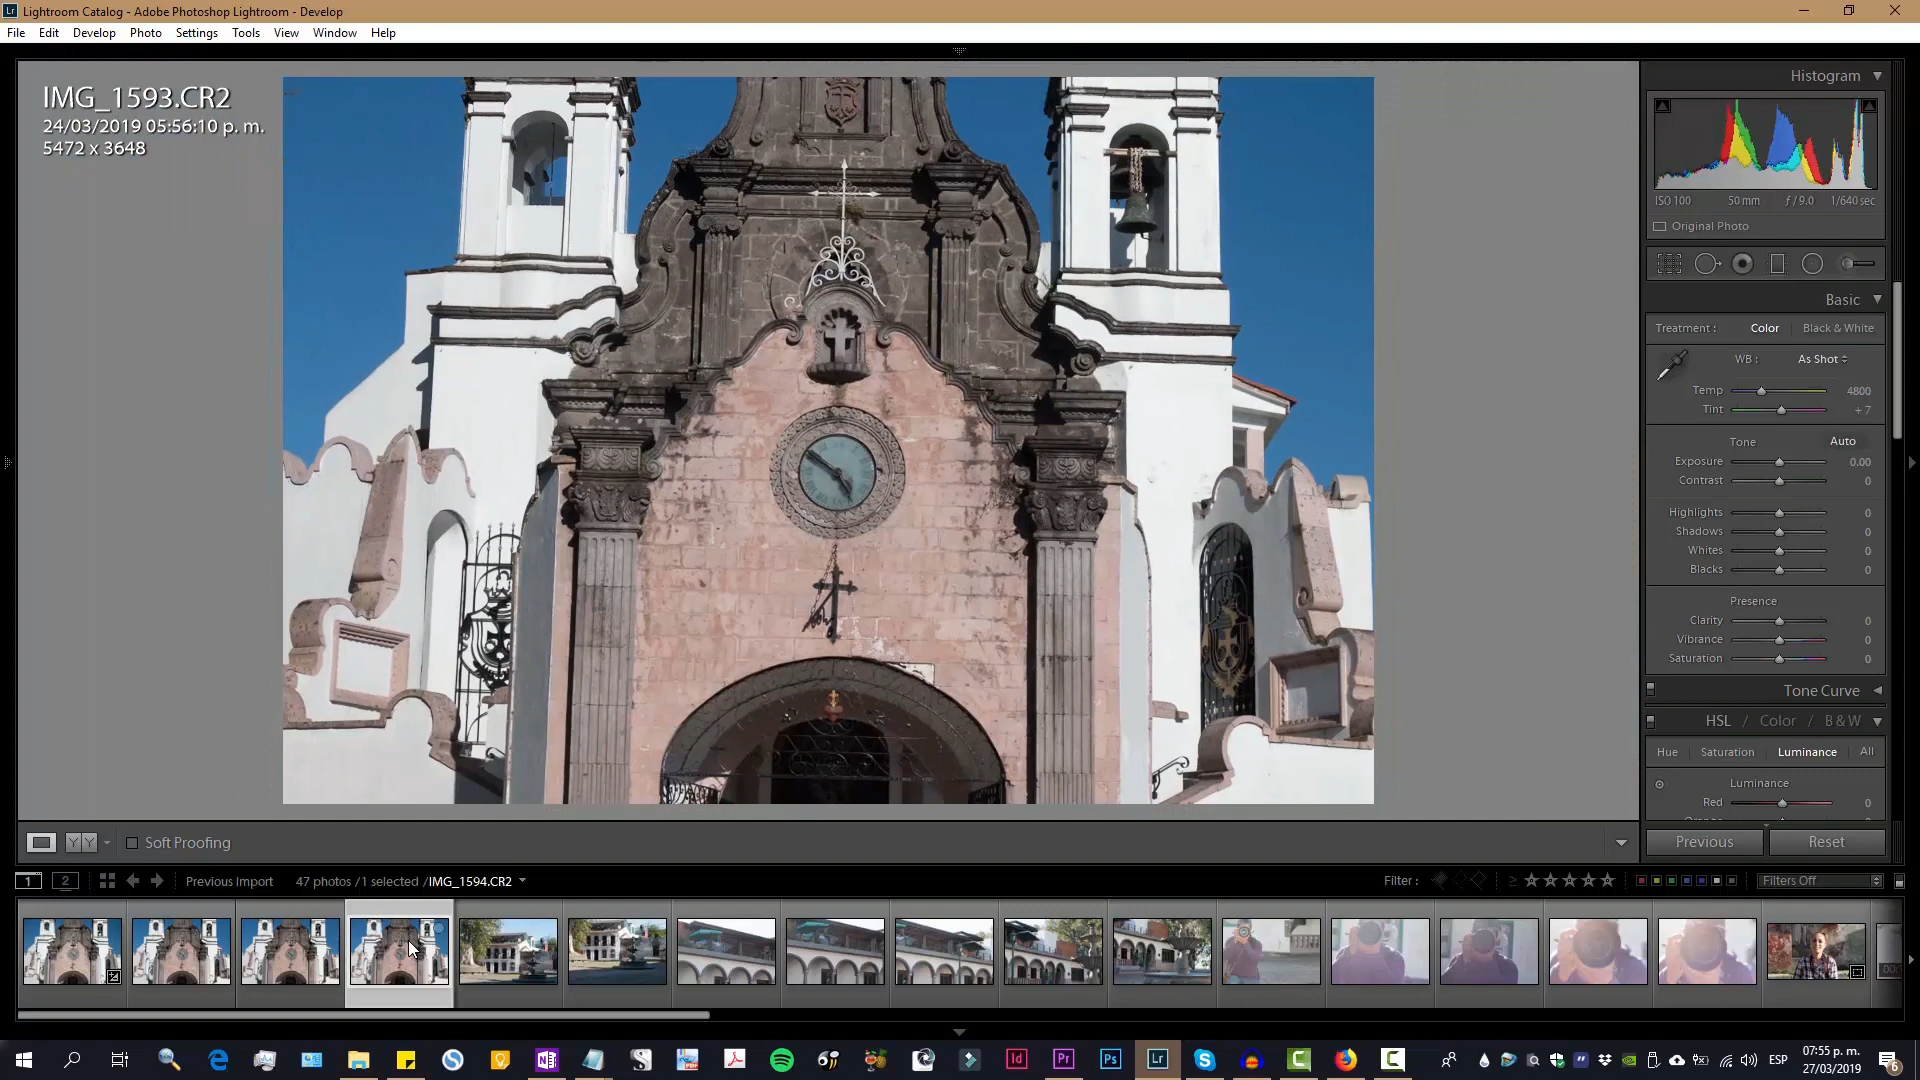 Lightroom Catalog - Adobe Photoshop Lightroom - Develop
File Edit Develop Photo Settings Tools View Window Help
IMG_1593.CR2
24/03/2019 05:56:10 p. m.
5472 x 3648
Histogram
ISO 100 50 mm ƒ / 9.0 1/640 sec
Original Photo
Basic
Treatment : Color Black & White
WB : As Shot
Temp 4800
Tint + 7
Tone Auto
Exposure 0.00
Contrast 0
Highlights 0
Shadows 0
Whites 0
Blacks 0
Presence
Clarity 0
Vibrance 0
Saturation 0
Tone Curve
HSL / Color / B & W
Hue Saturation Luminance All
Luminance
Red 0
Previous Reset
Y Y Soft Proofing
1 2 Previous Import 47 photos / 1 selected / IMG_1594.CR2 Filter : Filters Off
ESP 07:55 p. m.
27/03/2019
6